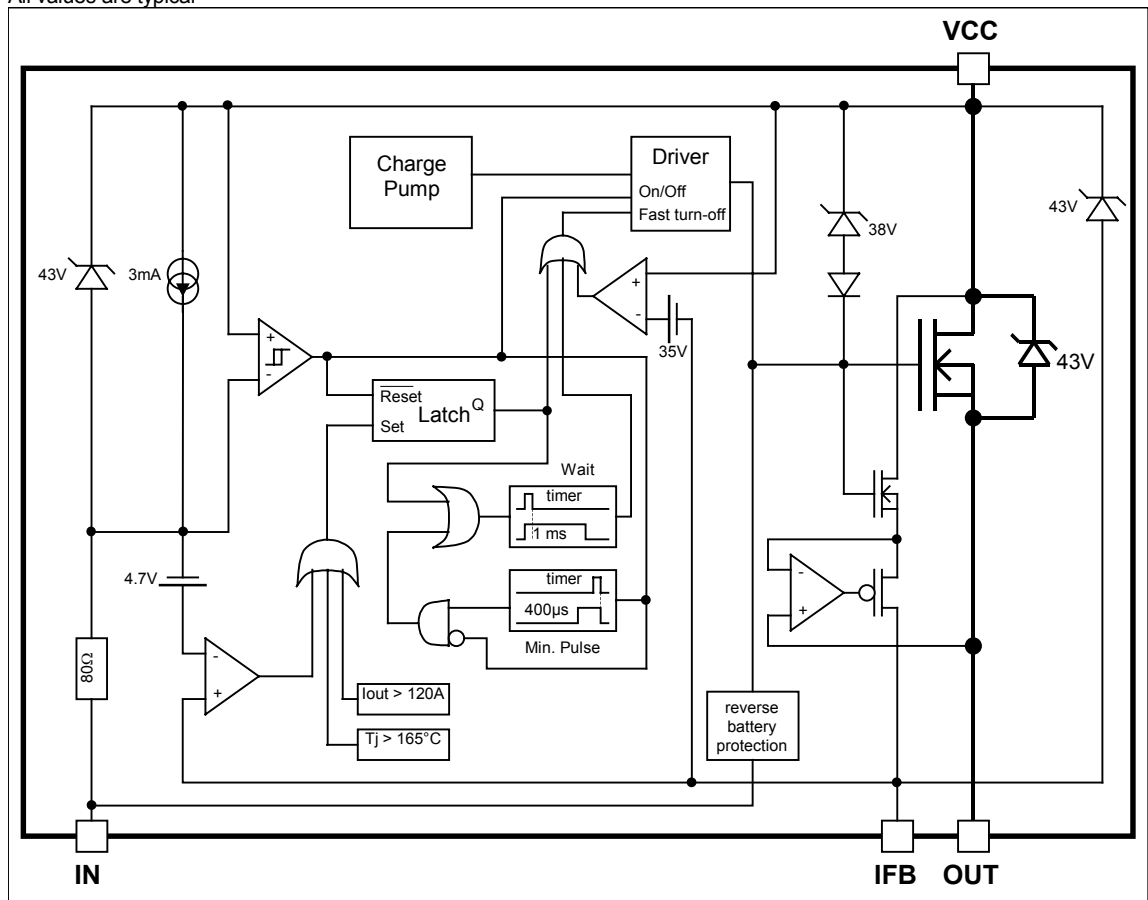 All values are typical
VCC
Charge
Pump
Driver
On/Off
Fast turn-off
43V
3mA
38V
43V
+
-
+
-
35V
43V
Reset
Latch Q
Set
Wait
timer
1 ms
4.7V
timer
400µs
Min. Pulse
-
+
80Ω
-
+
Iout > 120A
Tj > 165°C
reverse
battery
protection
IN
IFB
OUT